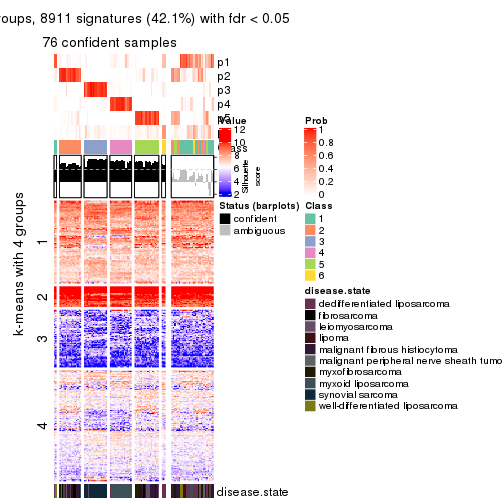 oups, 8911 signatures (42.1%) with fdr < 0.05
76 confident samples
p1
p2
p3
p4
p5
Class
k-means with 4 groups
1
2
3
4
Value
12
10
8
6
4
2
Silhouette
score
Prob
1
0.8
0.6
0.4
0.2
0
Status (barplots)
confident
ambiguous
Class
1
2
3
4
5
6
disease.state
dedifferentiated liposarcoma
fibrosarcoma
leiomyosarcoma
lipoma
malignant fibrous histiocytoma
malignant peripheral nerve sheath tumo
myxofibrosarcoma
myxoid liposarcoma
synovial sarcoma
well-differentiated liposarcoma
disease.state